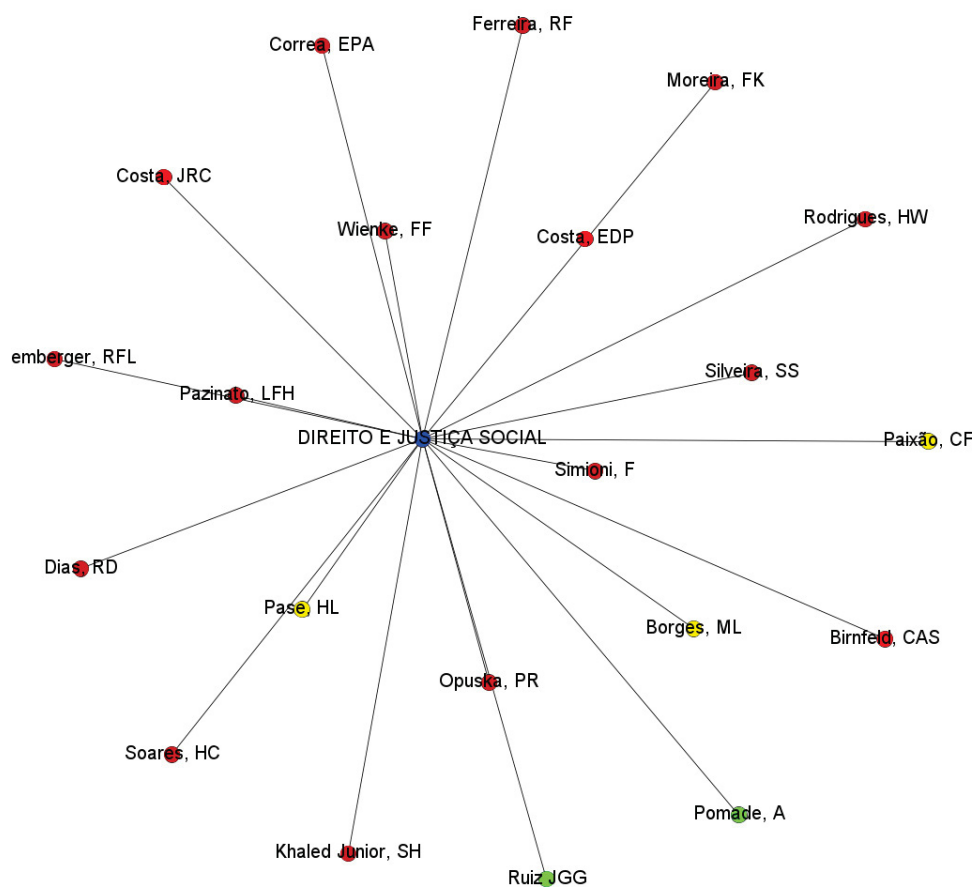 Ferreira, RF
Correa, EPA
Moreira, FK
Costa, JRC
Rodrigues, HW
Wienke, FF
Costa, EDP
emberger, RFL
Silveira, SS
Pazinato, LFH
DIREITO E JUSTIÇA SOCIAL
Paixão, CF
Simioni, F
Dias, RD
Pase, HL
Borges, ML
Birnfeld, CAS
Opuska, PR
Soares, HC
Pomade, A
Khaled Junior, SH
Ruiz JGG